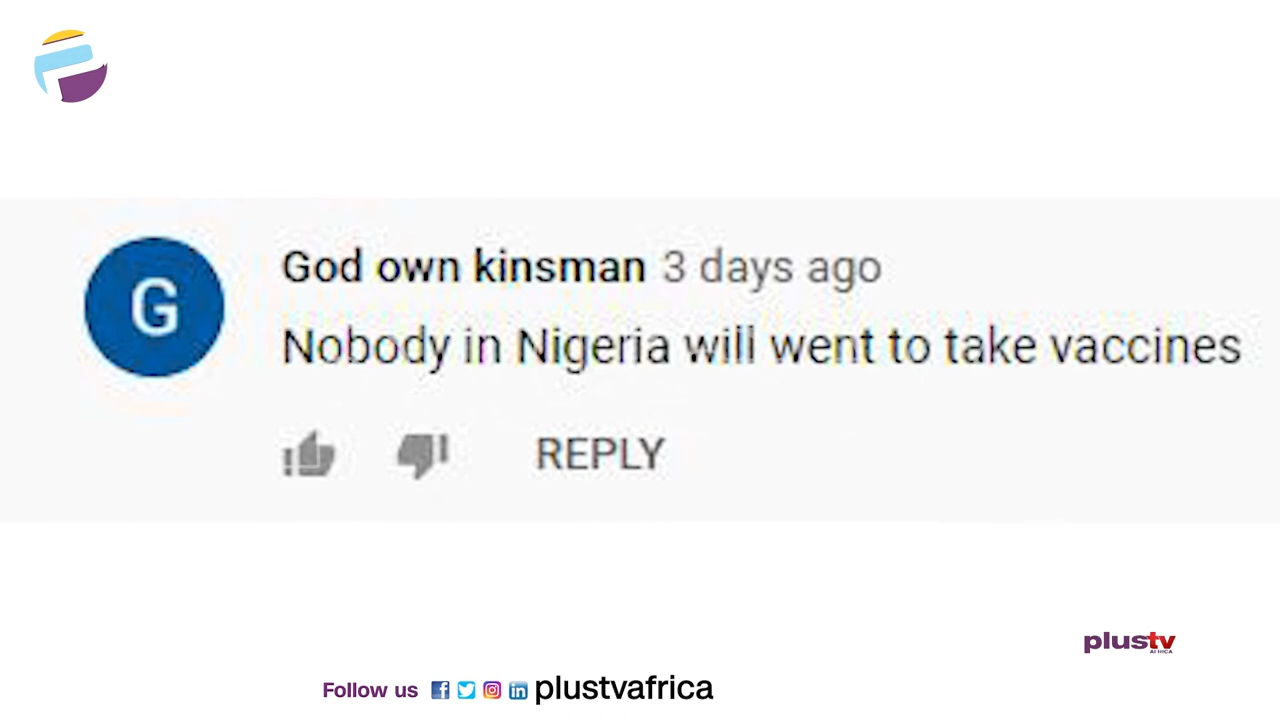 G
God own kinsman 3 days ago
Nobody in Nigeria will went to take vaccines
REPLY
plustv
AFRICA
Follow us plustvafrica